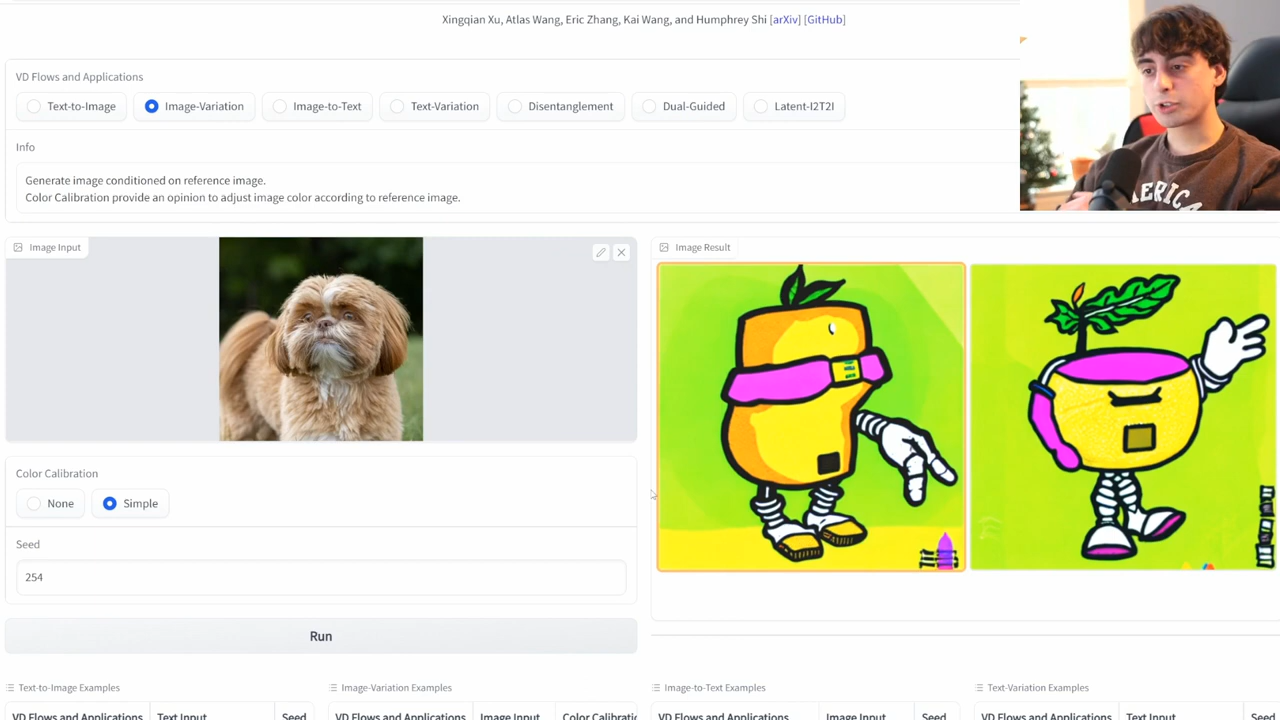 Xingqian Xu, Atlas Wang, Eric Zhang, Kai Wang, and Humphrey Shi [arXiv] [GitHub]
VD Flows and Applications
Text-to-Image Image-Variation Image-to-Text Text-Variation Disentanglement Dual-Guided Latent-I2T2I
Info
Generate image conditioned on reference image.
Color Calibration provide an opinion to adjust image color according to reference image.
Image Input
Image Result
Color Calibration
None Simple
Seed
254
Run
Text-to-Image Examples Image-Variation Examples Image-to-Text Examples Text-Variation Examples
VD Flows and Applications Text Input Seed VD Flows and Applications Image Input Color Calibratic VD Flows and Applications Image Input Seed VD Flows and Applications Text Input Seed